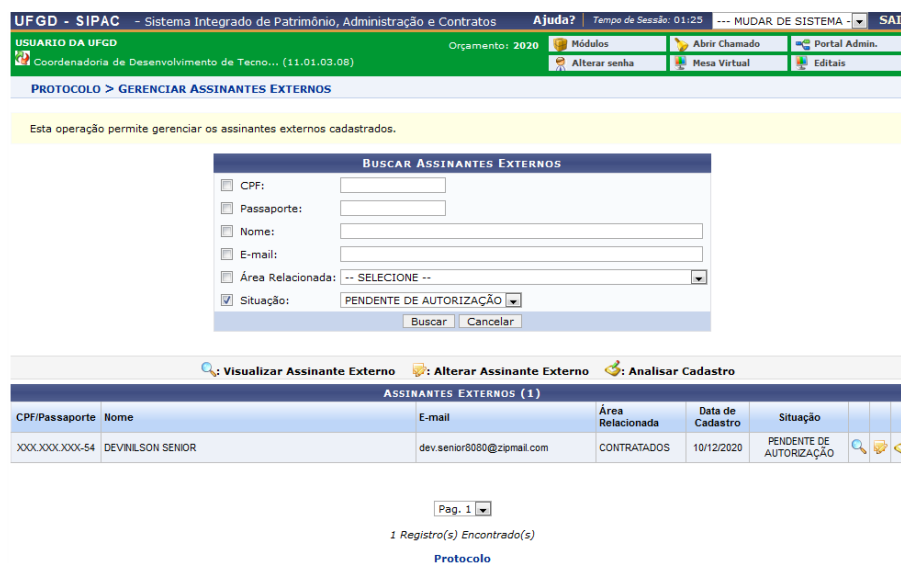 UFGD - SIPAC - Sistema Integrado de Patrimônio, Administração e Contratos Ajuda? Tempo de Sessão: 01:25 --- MUDAR DE SISTEMA -
USUARIO DA UFGD Orçamento: 2020 Módulos Abrir Chamado Portal Admin.
Coordenadoria de Desenvolvimento de Tecno... (11.01.03.08) Alterar senha Mesa Virtual Editais
PROTOCOLO > GERENCIAR ASSINANTES EXTERNOS
Esta operação permite gerenciar os assinantes externos cadastrados.
BUSCAR ASSINANTES EXTERNOS
CPF:
Passaporte:
Nome:
E-mail:
Área Relacionada: -- SELECIONE --
Situação: PENDENTE DE AUTORIZAÇÃO
Buscar Cancelar
: Visualizar Assinante Externo : Alterar Assinante Externo : Analisar Cadastro
ASSINANTES EXTERNOS (1)
CPF/Passaporte Nome E-mail Área Relacionada Data de Cadastro Situação
XXX.XXX.XXX-54 DEVINILSON SENIOR dev.senior8080@zipmail.com CONTRATADOS 10/12/2020 PENDENTE DE AUTORIZAÇÃO
Pag. 1
1 Registro(s) Encontrado(s)
Protocolo